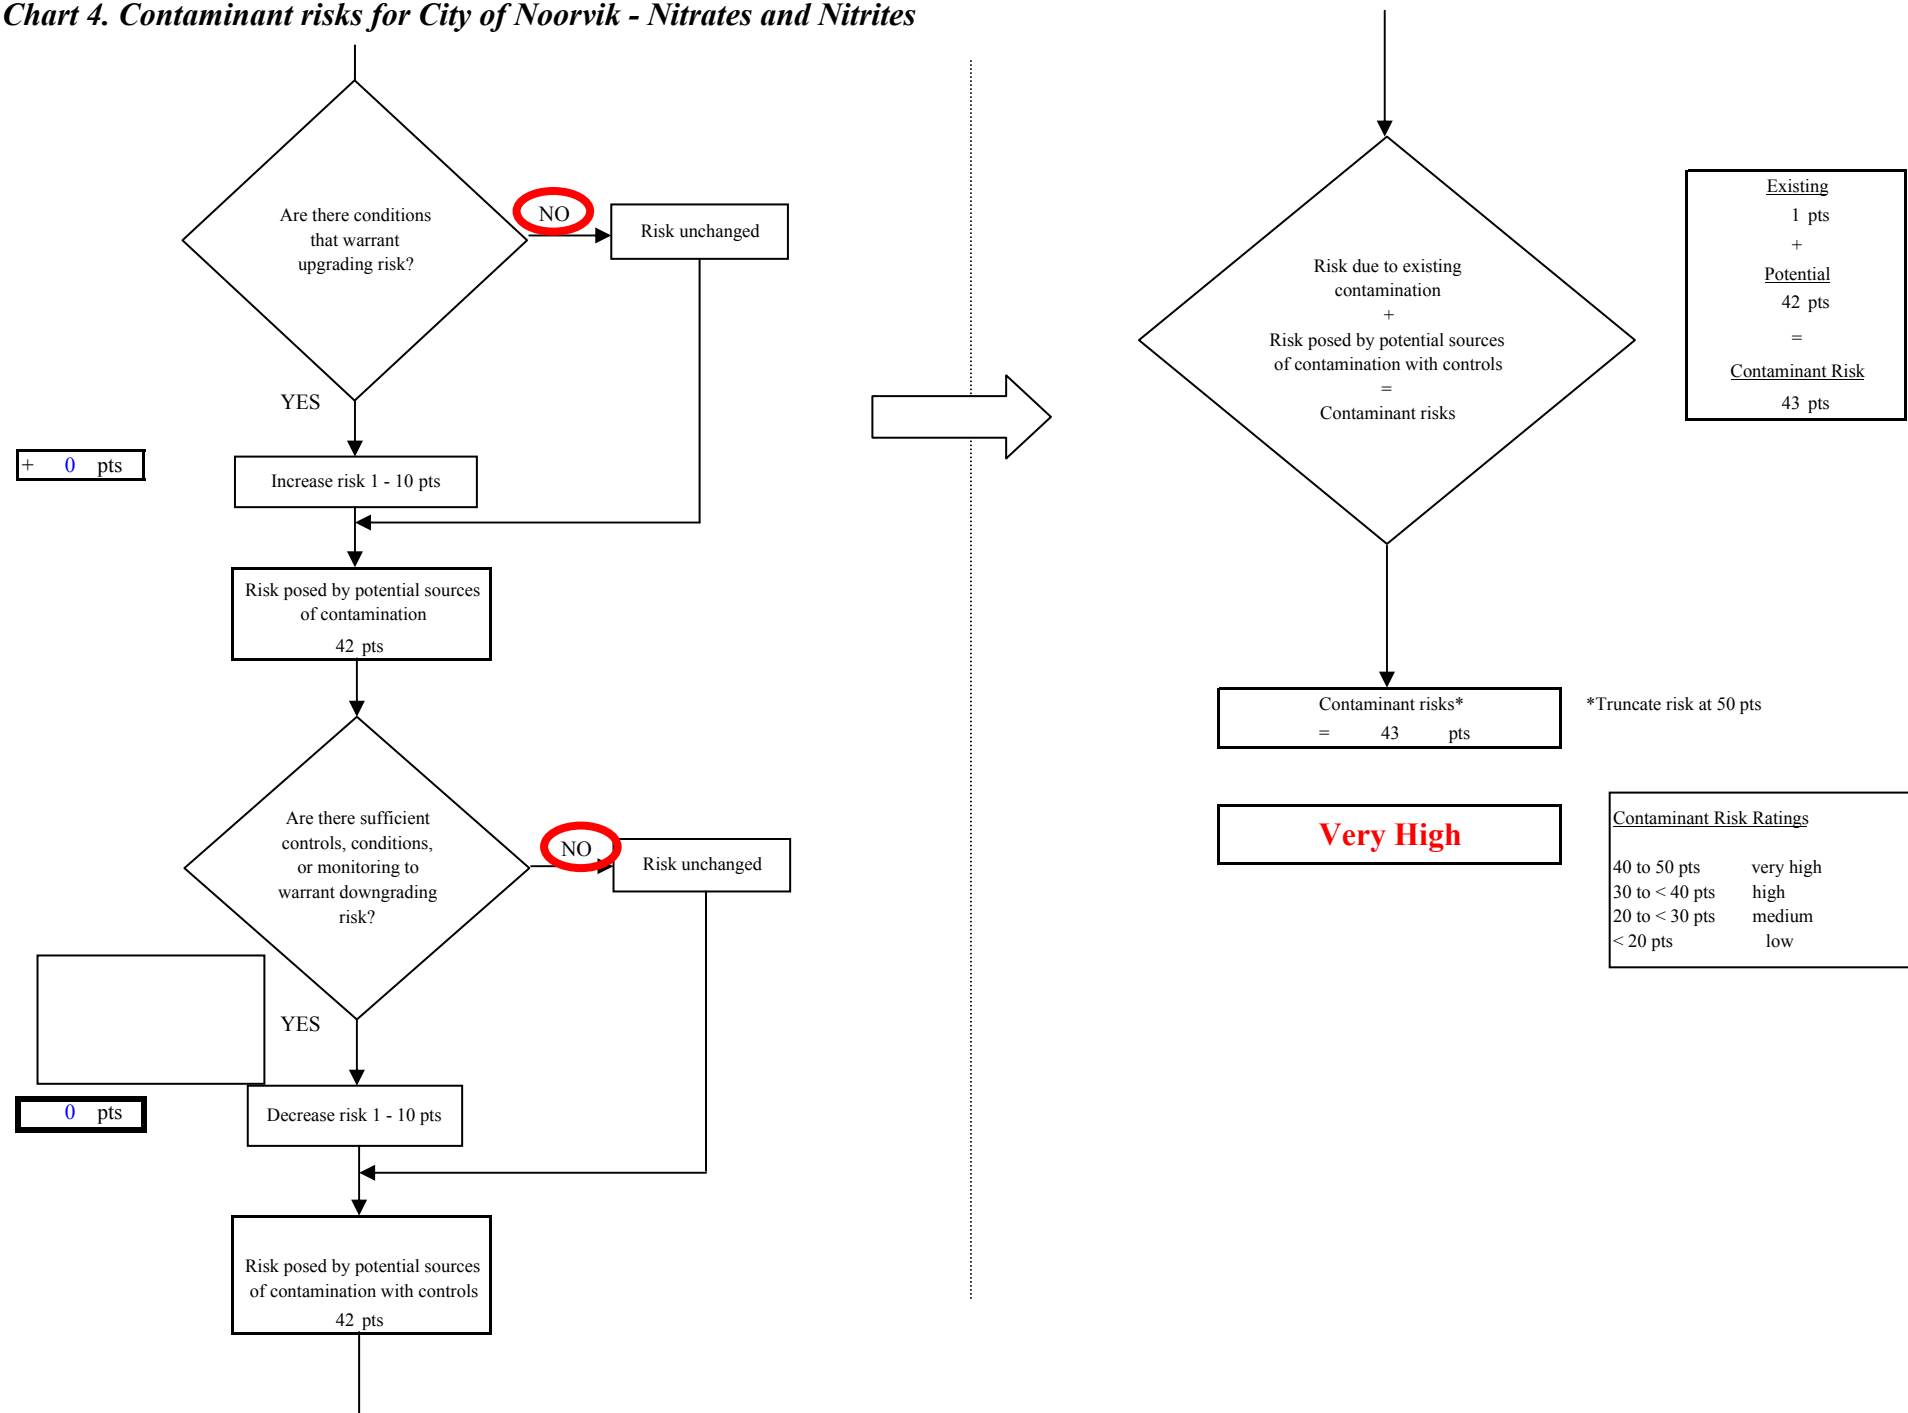 Chart 4. Contaminant risks for City of Noorvik - Nitrates and Nitrites
Are there conditions
that warrant
upgrading risk?
NO
Risk unchanged
YES
+ 0 pts
Increase risk 1 - 10 pts
Risk posed by potential sources
of contamination
42 pts
Are there sufficient
controls, conditions,
or monitoring to
warrant downgrading
risk?
NO
Risk unchanged
YES
0 pts
Decrease risk 1 - 10 pts
Risk posed by potential sources
of contamination with controls
42 pts
Risk due to existing
contamination
+
Risk posed by potential sources
of contamination with controls
=
Contaminant risks
Existing
1 pts
+
Potential
42 pts
=
Contaminant Risk
43 pts
Contaminant risks*
= 43 pts
*Truncate risk at 50 pts
Very High
Contaminant Risk Ratings
40 to 50 pts very high
30 to < 40 pts high
20 to < 30 pts medium
< 20 pts low